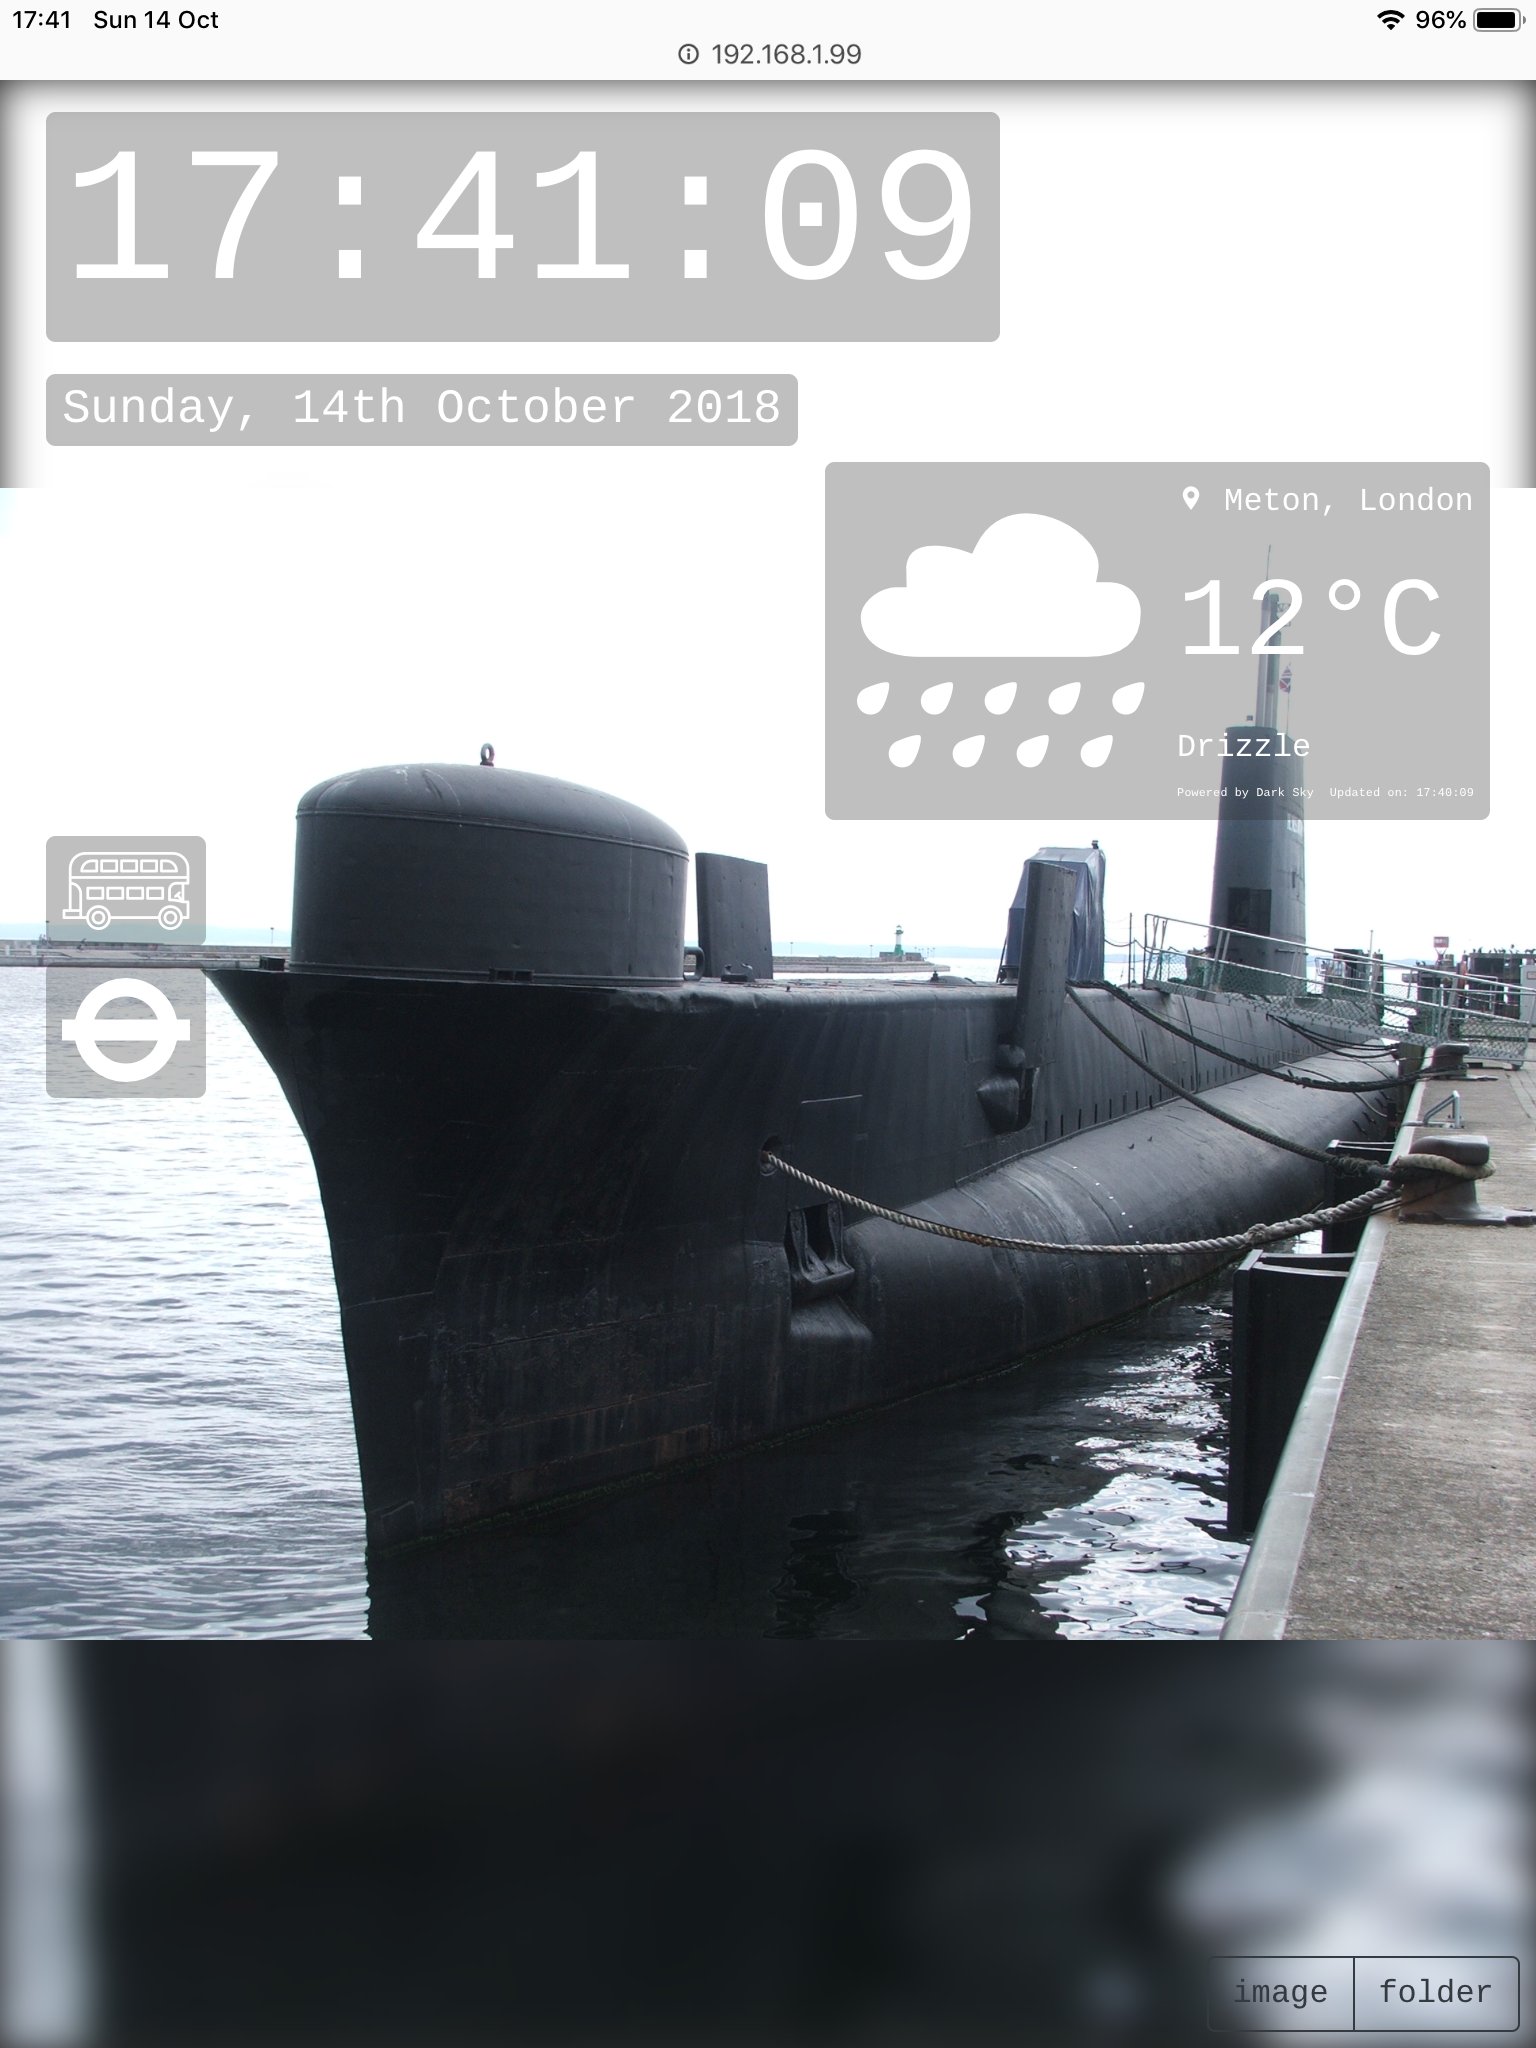 17:41 Sun 14 Oct
96%
192.168.1.99
17:41:09
Sunday, 14th October 2018
Meton, London
12°C
Drizzle
Powered by Dark Sky Updated on: 17:40:09
image folder